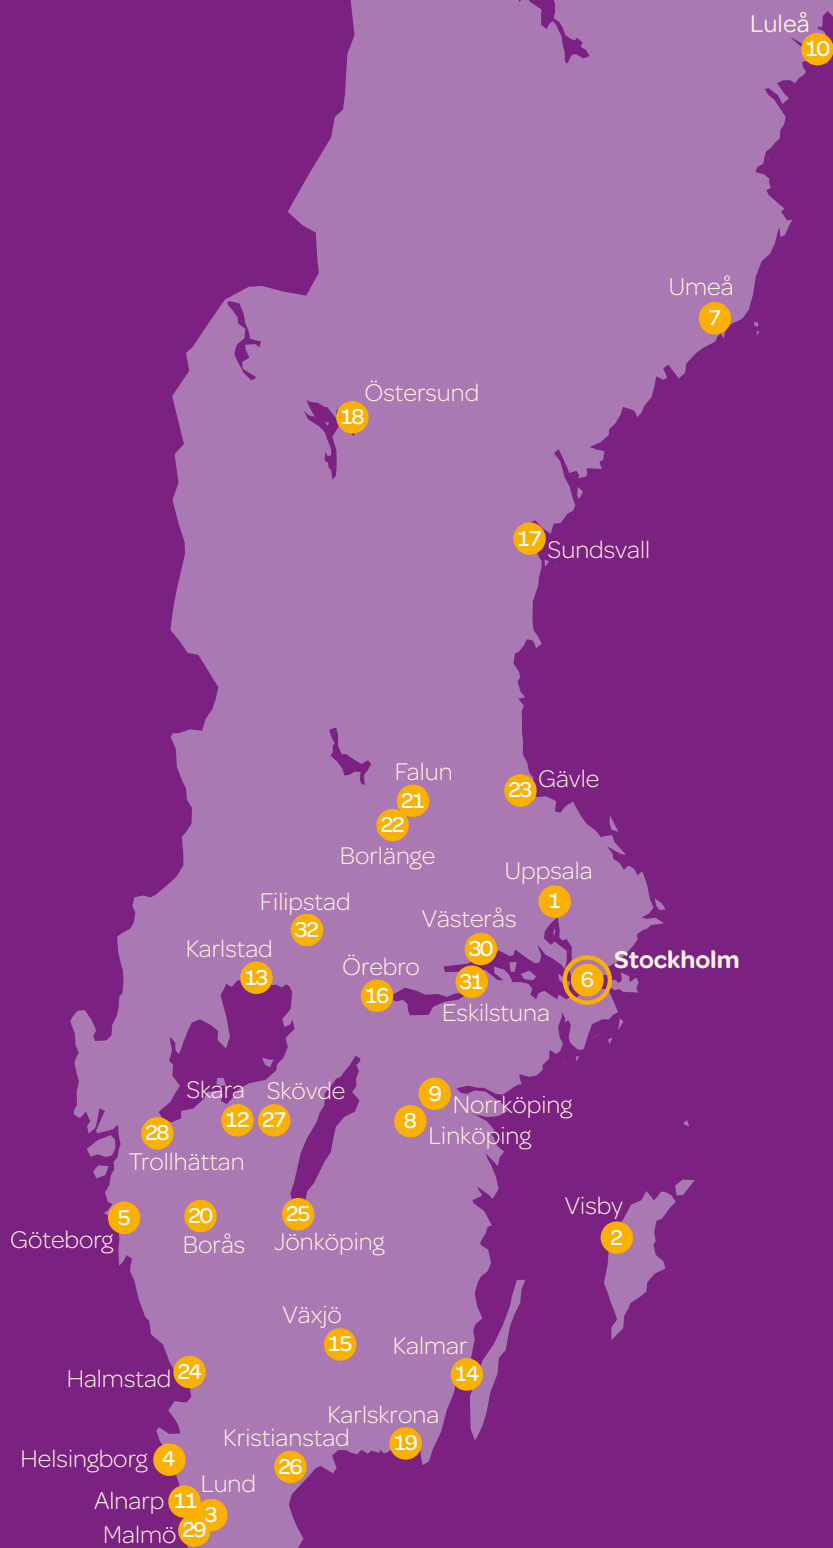 Luleå
10
Umeå
7
Östersund
18
17
Sundsvall
Falun
21
Gävle
23
22
Borlänge
Uppsala
1
Filipstad
32
Västerås
30
Karlstad
13
Stockholm
6
Örebro
16
31
Eskilstuna
Skara
12
Skövde
27
9
Norrköping
8
Linköping
28
Trollhättan
Visby
2
5
Göteborg
20
Borås
25
Jönköping
Växjö
15
Kalmar
14
24
Halmstad
Karlskrona
19
Kristianstad
26
Helsingborg
4
Lund
3
Alnarp
11
Malmö
29